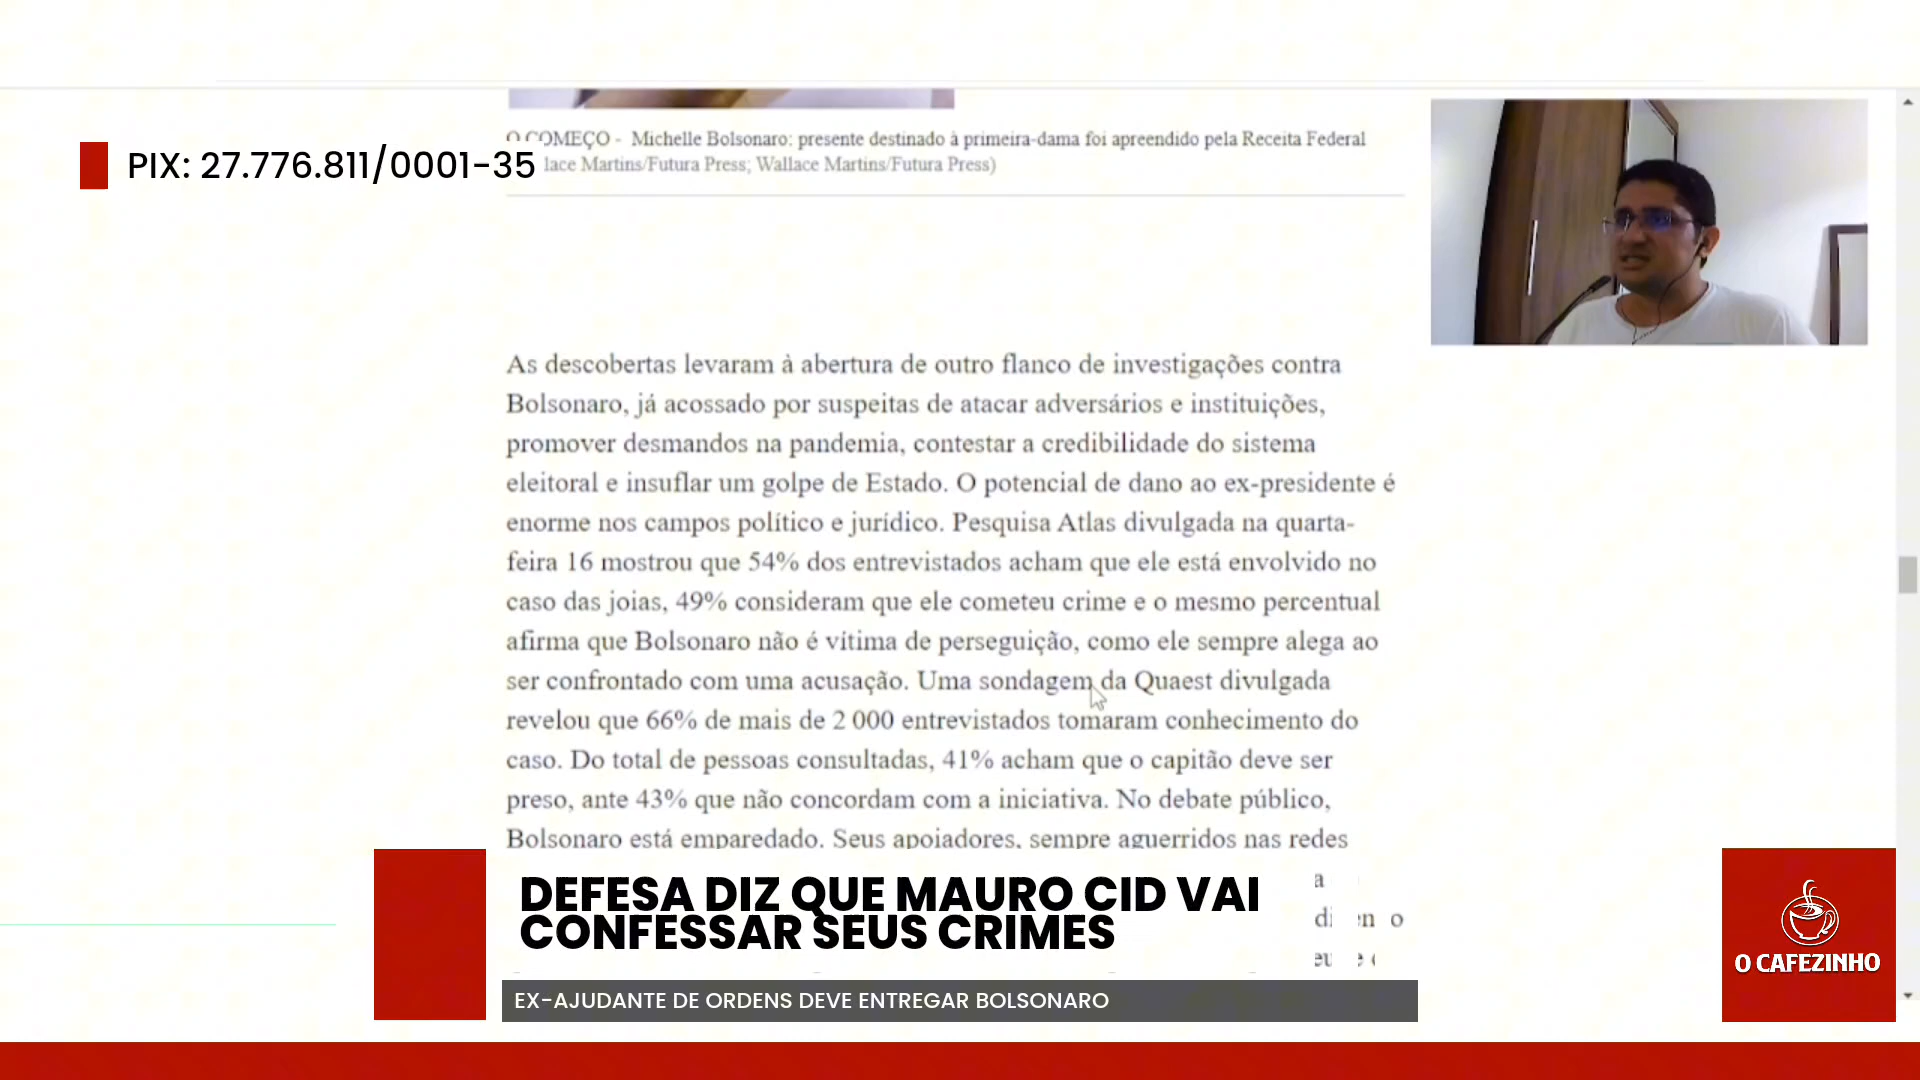 O COMEÇO - Michelle Bolsonaro: presente destinado à primeira-dama foi apreendido pela Receita Federal
PIX: 27.776.811/0001-35
lace Martins/Futura Press; Wallace Martins/Futura Press)
As descobertas levaram à abertura de outro flanco de investigações contra
Bolsonaro, já acossado por suspeitas de atacar adversários e instituições,
promover desmandos na pandemia, contestar a credibilidade do sistema
eleitoral e insuflar um golpe de Estado. O potencial de dano ao ex-presidente é
enorme nos campos político e jurídico. Pesquisa Atlas divulgada na quarta-
feira 16 mostrou que 54% dos entrevistados acham que ele está envolvido no
caso das joias, 49% consideram que ele cometeu crime e o mesmo percentual
afirma que Bolsonaro não é vítima de perseguição, como ele sempre alega ao
ser confrontado com uma acusação. Uma sondagem da Quaest divulgada
revelou que 66% de mais de 2 000 entrevistados tomaram conhecimento do
caso. Do total de pessoas consultadas, 41% acham que o capitão deve ser
preso, ante 43% que não concordam com a iniciativa. No debate público,
Bolsonaro está emparedado. Seus apoiadores, sempre aguerridos nas redes
DEFESA DIZ QUE MAURO CID VAI
CONFESSAR SEUS CRIMES
EX-AJUDANTE DE ORDENS DEVE ENTREGAR BOLSONARO
O CAFEZINHO